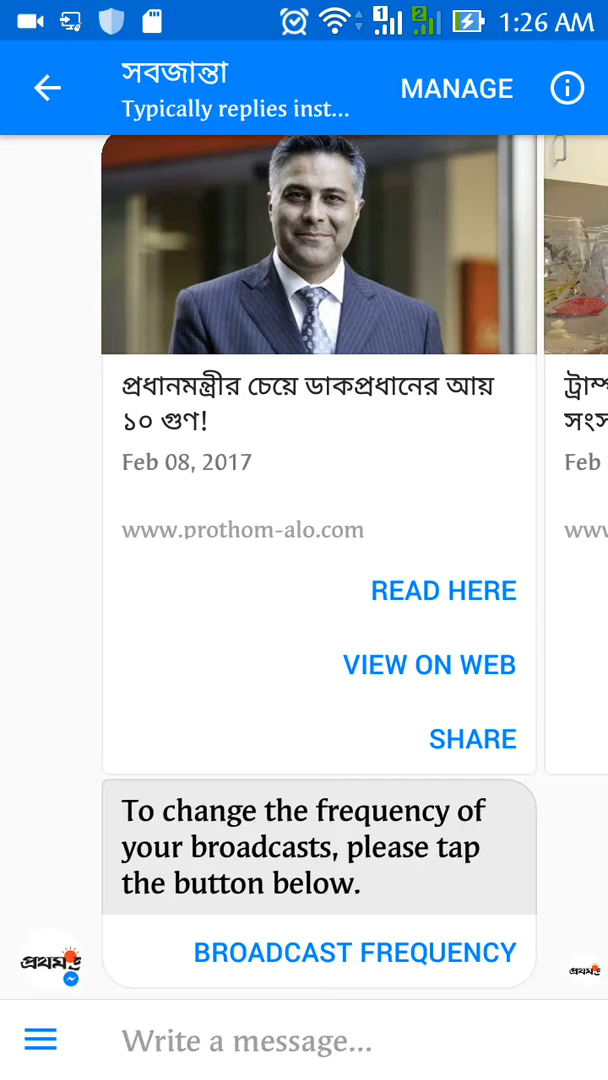 1:26 AM
সবজান্তা
Typically replies inst...
MANAGE
প্রধানমন্ত্রীর চেয়ে ডাকপ্রধানের আয়
১০ গুণ!
Feb 08, 2017
www.prothom-alo.com
READ HERE
VIEW ON WEB
SHARE
Feb
To change the frequency of
your broadcasts, please tap
the button below.
BROADCAST FREQUENCY
Write a message...